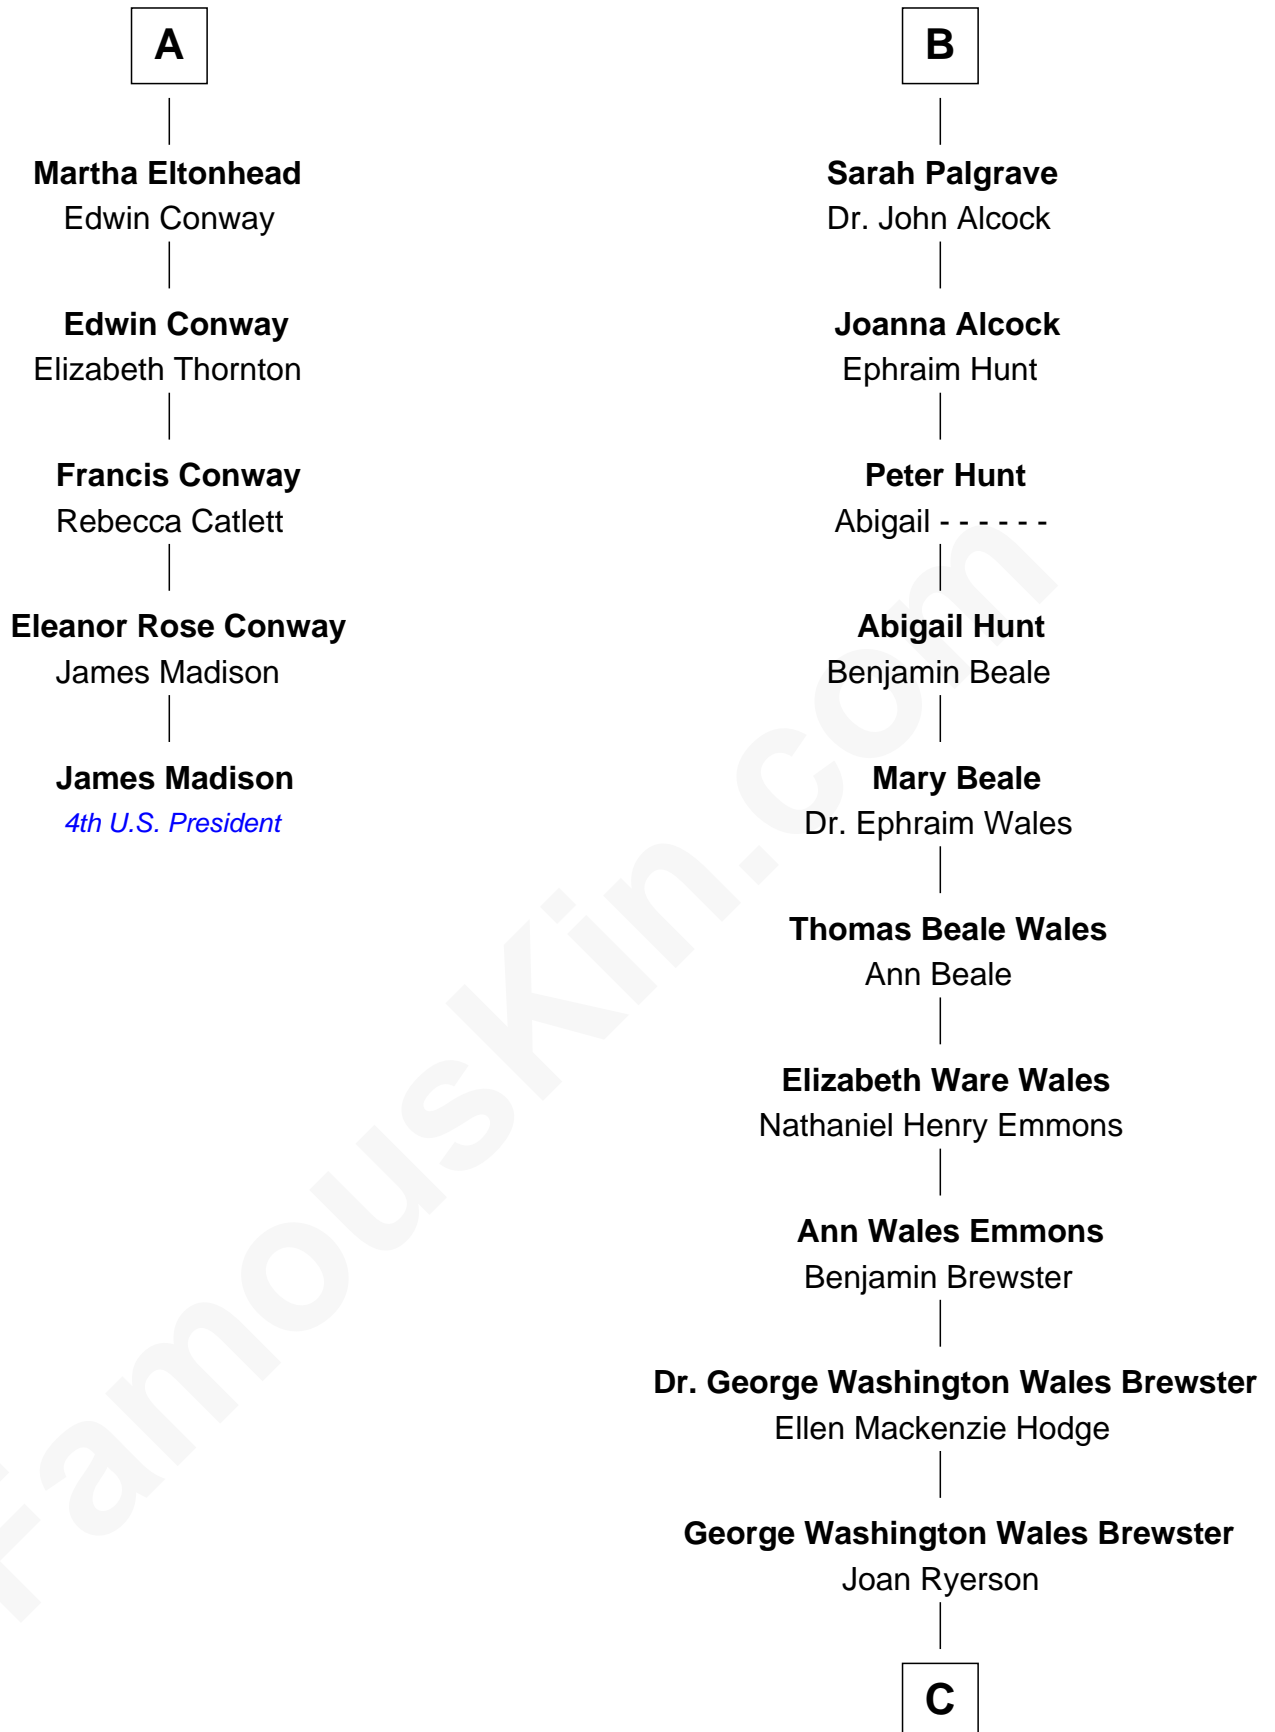 A
Martha Eltonhead
Edwin Conway
Edwin Conway
Elizabeth Thornton
Francis Conway
Rebecca Catlett
Eleanor Rose Conway
James Madison
James Madison
4th U.S. President
B
Sarah Palgrave
Dr. John Alcock
Joanna Alcock
Ephraim Hunt
Peter Hunt
Abigail - - - - - -
Abigail Hunt
Benjamin Beale
Mary Beale
Dr. Ephraim Wales
Thomas Beale Wales
Ann Beale
Elizabeth Ware Wales
Nathaniel Henry Emmons
Ann Wales Emmons
Benjamin Brewster
Dr. George Washington Wales Brewster
Ellen Mackenzie Hodge
George Washington Wales Brewster
Joan Ryerson
C
FamousKin.com